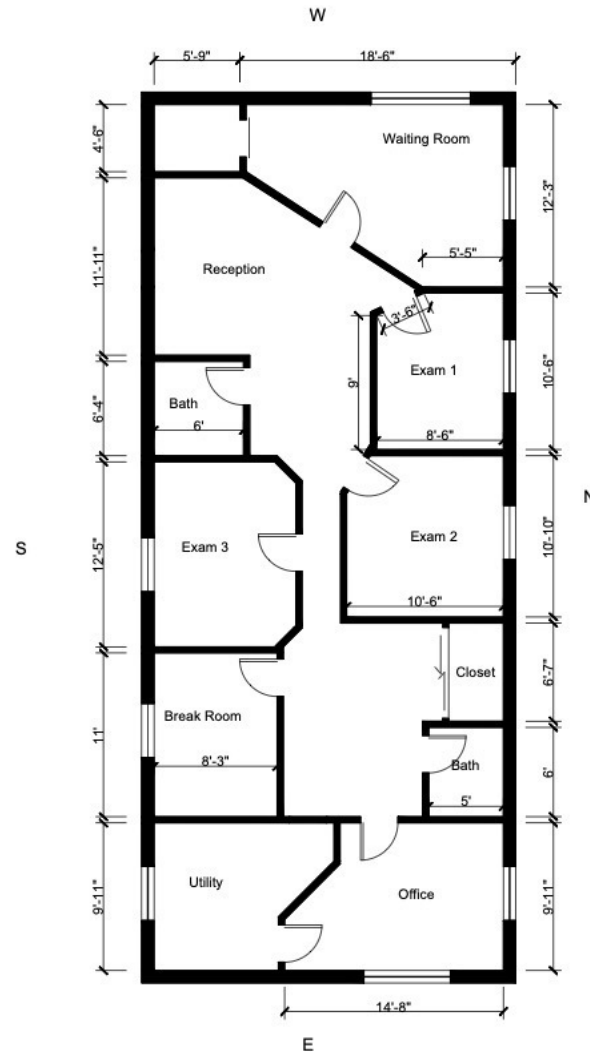 W
5'-9"
18'-6"
4'-6"
Waiting Room
12'-3"
11'-11"
Reception
5'-5"
3'-6"
9'
Exam 1
10'-6"
6'-4"
Bath
6'
8'-6"
N
S
12'-5"
Exam 3
Exam 2
10'-10"
10'-6"
Closet
6'-7"
11'
Break Room
8'-3"
Bath
5'
6'
9'-11"
Utility
Office
9'-11"
14'-8"
E